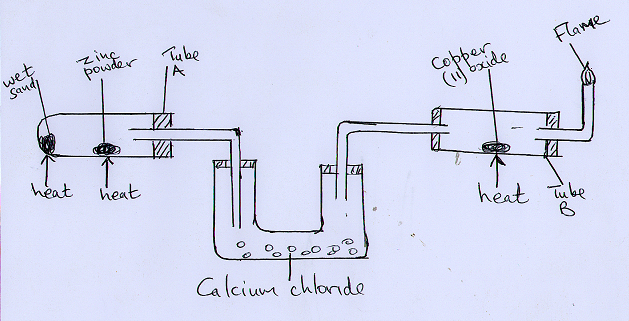 wet
sand
zinc
powder
Tube
A
Copper
(II) oxide
Flame
heat
heat
heat
Tube
B
Calcium chloride